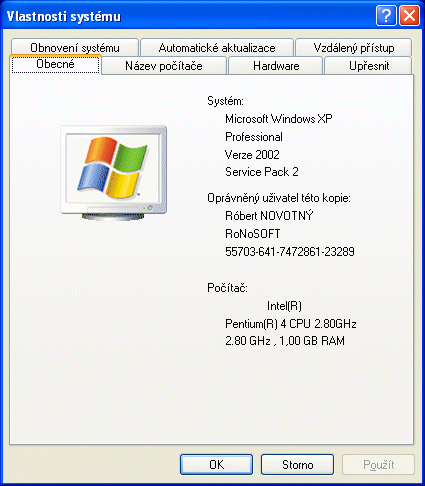 Vlastnosti systému
Obnovení systému Automatické aktualizace Vzdálený přístup
Obecné Název počítače Hardware Upřesnit
Systém:
Microsoft Windows XP
Professional
Verze 2002
Service Pack 2
Oprávněný uživatel této kopie:
Róbert NOVOTNÝ
RoNoSOFT
55703-641-7472861-23289
Počítač:
Intel(R)
Pentium(R) 4 CPU 2.80GHz
2.80 GHz , 1,00 GB RAM
OK Storno Použít